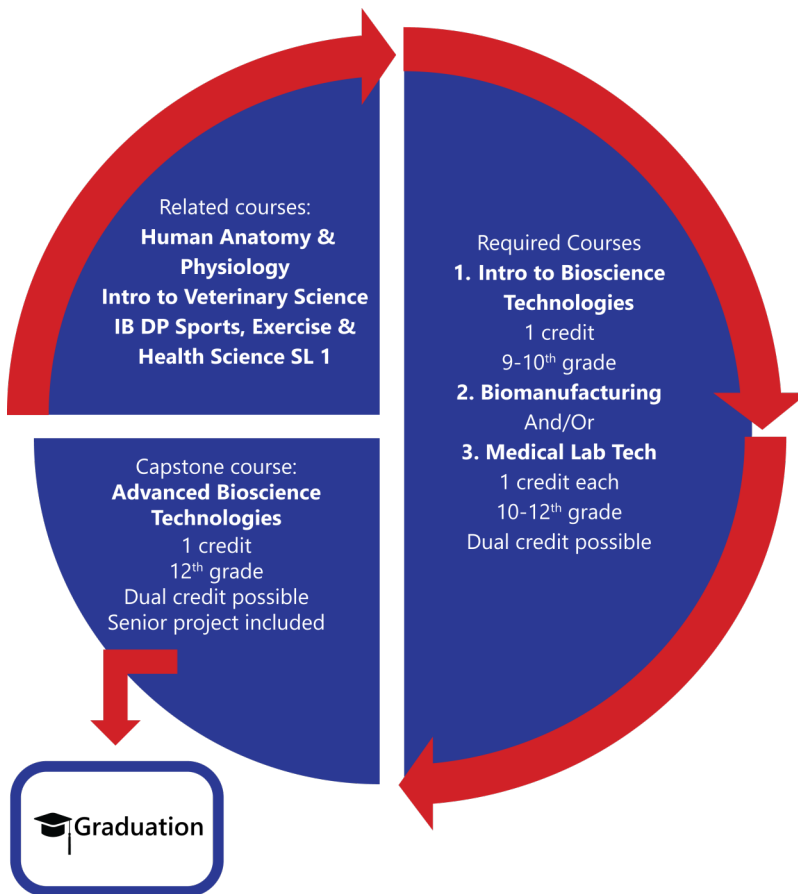 Related courses:
Human Anatomy &
Physiology
Intro to Veterinary Science
IB DP Sports, Exercise &
Health Science SL 1
Required Courses
1. Intro to Bioscience
Technologies
1 credit
9-10th grade
2. Biomanufacturing
And/Or
3. Medical Lab Tech
1 credit each
10-12th grade
Dual credit possible
Capstone course:
Advanced Bioscience
Technologies
1 credit
12th grade
Dual credit possible
Senior project included
Graduation